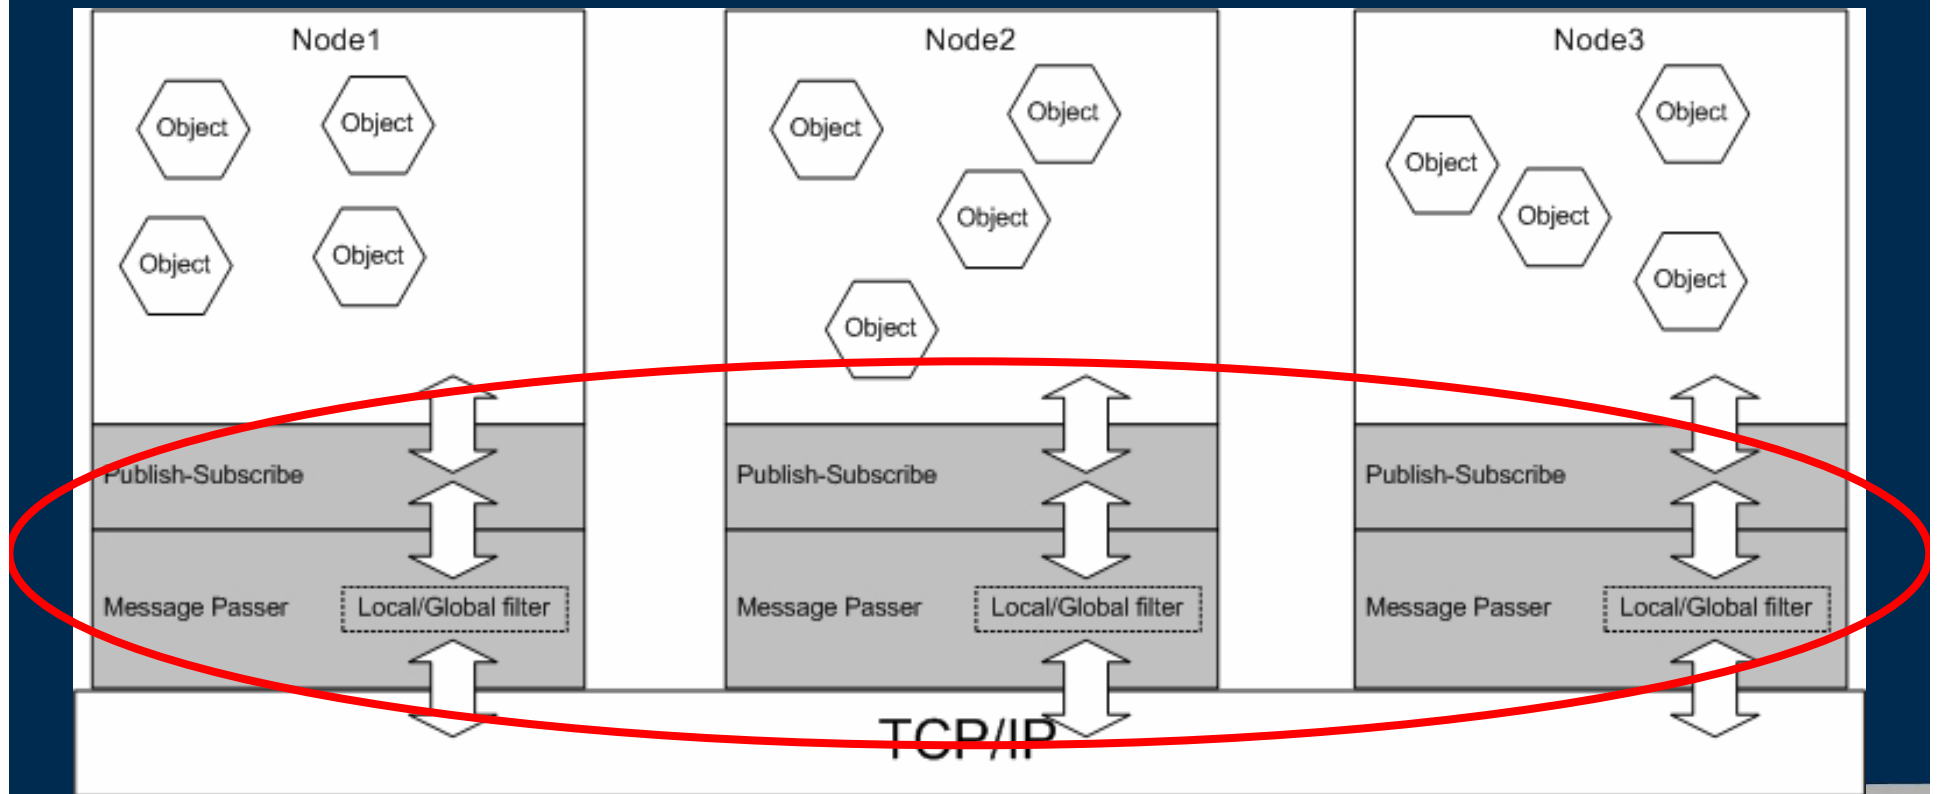 Node1
Object
Object
Object
Object
Publish-Subscribe
Message Passer
Local/Global filter
Node2
Object
Object
Object
Object
Publish-Subscribe
Message Passer
Local/Global filter
Node3
Object
Object
Object
Object
Publish-Subscribe
Message Passer
Local/Global filter
TCP/IP